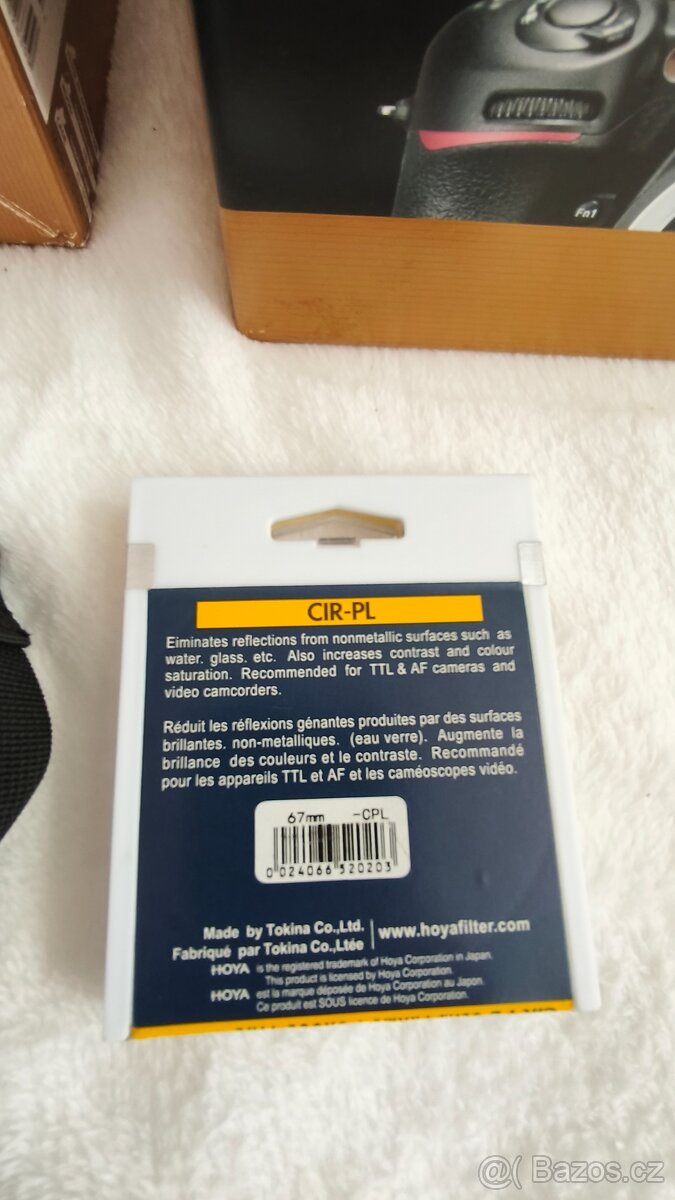 Fn1
CIR-PL
Eiminates reflections from nonmetallic surfaces such as
water. glass. etc. Also increases contrast and colour
saturation. Recommended for TTL & AF cameras and
video camcorders.
Réduit les réflexions génantes produites par des surfaces
brillantes. non-metalliques. (eau verre). Augmente la
brillance des couleurs et le contraste. Recommandé
pour les appareils TTL et AF et les caméoscopes vidéo.
67mm -CPL
0 024066 520203
Made by Tokina Co.,Ltd.
Fabriqué par Tokina Co.,Ltée
www.hoyafilter.com
HOYA is the registered trademark of Hoya Corporation in Japan.
This product is licensed by Hoya Corporation.
HOYA est la marque déposée de Hoya Corporation au Japon.
Ce produit est SOUS licence de Hoya Corporation.
@( Bazos.cz